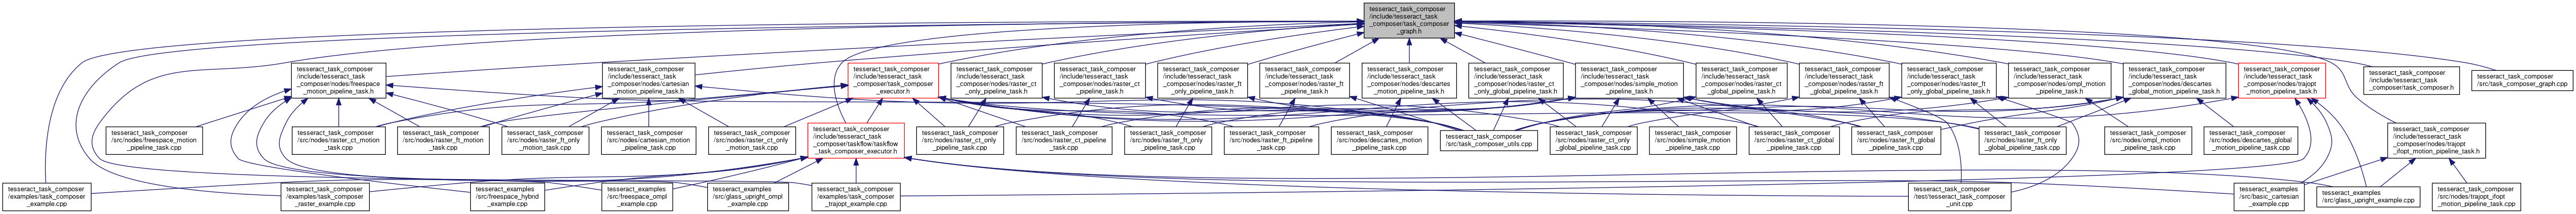 tesseract_task_composer
/include/tesseract_task
_composer/task_composer
_graph.h
tesseract_task_composer
/include/tesseract_task
_composer/nodes/freespace
_motion_pipeline_task.h
tesseract_task_composer
/include/tesseract_task
_composer/nodes/cartesian
_motion_pipeline_task.h
tesseract_task_composer
/include/tesseract_task
_composer/task_composer
_executor.h
tesseract_task_composer
/include/tesseract_task
_composer/nodes/raster_ct
_only_pipeline_task.h
tesseract_task_composer
/include/tesseract_task
_composer/nodes/raster_ct
_pipeline_task.h
tesseract_task_composer
/include/tesseract_task
_composer/nodes/raster_ft
_only_pipeline_task.h
tesseract_task_composer
/include/tesseract_task
_composer/nodes/raster_ft
_pipeline_task.h
tesseract_task_composer
/include/tesseract_task
_composer/nodes/descartes
_motion_pipeline_task.h
tesseract_task_composer
/include/tesseract_task
_composer/nodes/raster_ct
_only_global_pipeline_task.h
tesseract_task_composer
/include/tesseract_task
_composer/nodes/simple_motion
_pipeline_task.h
tesseract_task_composer
/include/tesseract_task
_composer/nodes/raster_ct
_global_pipeline_task.h
tesseract_task_composer
/include/tesseract_task
_composer/nodes/raster_ft
_global_pipeline_task.h
tesseract_task_composer
/include/tesseract_task
_composer/nodes/raster_ft
_only_global_pipeline_task.h
tesseract_task_composer
/include/tesseract_task
_composer/nodes/ompl_motion
_pipeline_task.h
tesseract_task_composer
/include/tesseract_task
_composer/nodes/descartes
_global_motion_pipeline_task.h
tesseract_task_composer
/include/tesseract_task
_composer/nodes/trajopt
_motion_pipeline_task.h
tesseract_task_composer
/include/tesseract_task
_composer/task_composer.h
tesseract_task_composer
/src/task_composer_graph.cpp
tesseract_task_composer
/src/nodes/freespace_motion
_pipeline_task.cpp
tesseract_task_composer
/src/nodes/raster_ct_motion
_task.cpp
tesseract_task_composer
/src/nodes/raster_ft_motion
_task.cpp
tesseract_task_composer
/src/nodes/raster_ft_only
_motion_task.cpp
tesseract_task_composer
/src/nodes/cartesian_motion
_pipeline_task.cpp
tesseract_task_composer
/src/nodes/raster_ct_only
_motion_task.cpp
tesseract_task_composer
/include/tesseract_task
_composer/taskflow/taskflow
_task_composer_executor.h
tesseract_task_composer
/src/nodes/raster_ct_only
_pipeline_task.cpp
tesseract_task_composer
/src/nodes/raster_ct_pipeline
_task.cpp
tesseract_task_composer
/src/nodes/raster_ft_only
_pipeline_task.cpp
tesseract_task_composer
/src/nodes/raster_ft_pipeline
_task.cpp
tesseract_task_composer
/src/nodes/descartes_motion
_pipeline_task.cpp
tesseract_task_composer
/src/task_composer_utils.cpp
tesseract_task_composer
/src/nodes/raster_ct_only
_global_pipeline_task.cpp
tesseract_task_composer
/src/nodes/simple_motion
_pipeline_task.cpp
tesseract_task_composer
/src/nodes/raster_ct_global
_pipeline_task.cpp
tesseract_task_composer
/src/nodes/raster_ft_global
_pipeline_task.cpp
tesseract_task_composer
/src/nodes/raster_ft_only
_global_pipeline_task.cpp
tesseract_task_composer
/src/nodes/ompl_motion
_pipeline_task.cpp
tesseract_task_composer
/src/nodes/descartes_global
_motion_pipeline_task.cpp
tesseract_task_composer
/include/tesseract_task
_composer/nodes/trajopt
_ifopt_motion_pipeline_task.h
tesseract_task_composer
/examples/task_composer
_example.cpp
tesseract_task_composer
/examples/task_composer
_raster_example.cpp
tesseract_examples
/src/freespace_hybrid
_example.cpp
tesseract_examples
/src/freespace_ompl
_example.cpp
tesseract_examples
/src/glass_upright_ompl
_example.cpp
tesseract_task_composer
/examples/task_composer
_trajopt_example.cpp
tesseract_task_composer
/test/tesseract_task_composer
_unit.cpp
tesseract_examples
/src/basic_cartesian
_example.cpp
tesseract_examples
/src/glass_upright_example.cpp
tesseract_task_composer
/src/nodes/trajopt_ifopt
_motion_pipeline_task.cpp